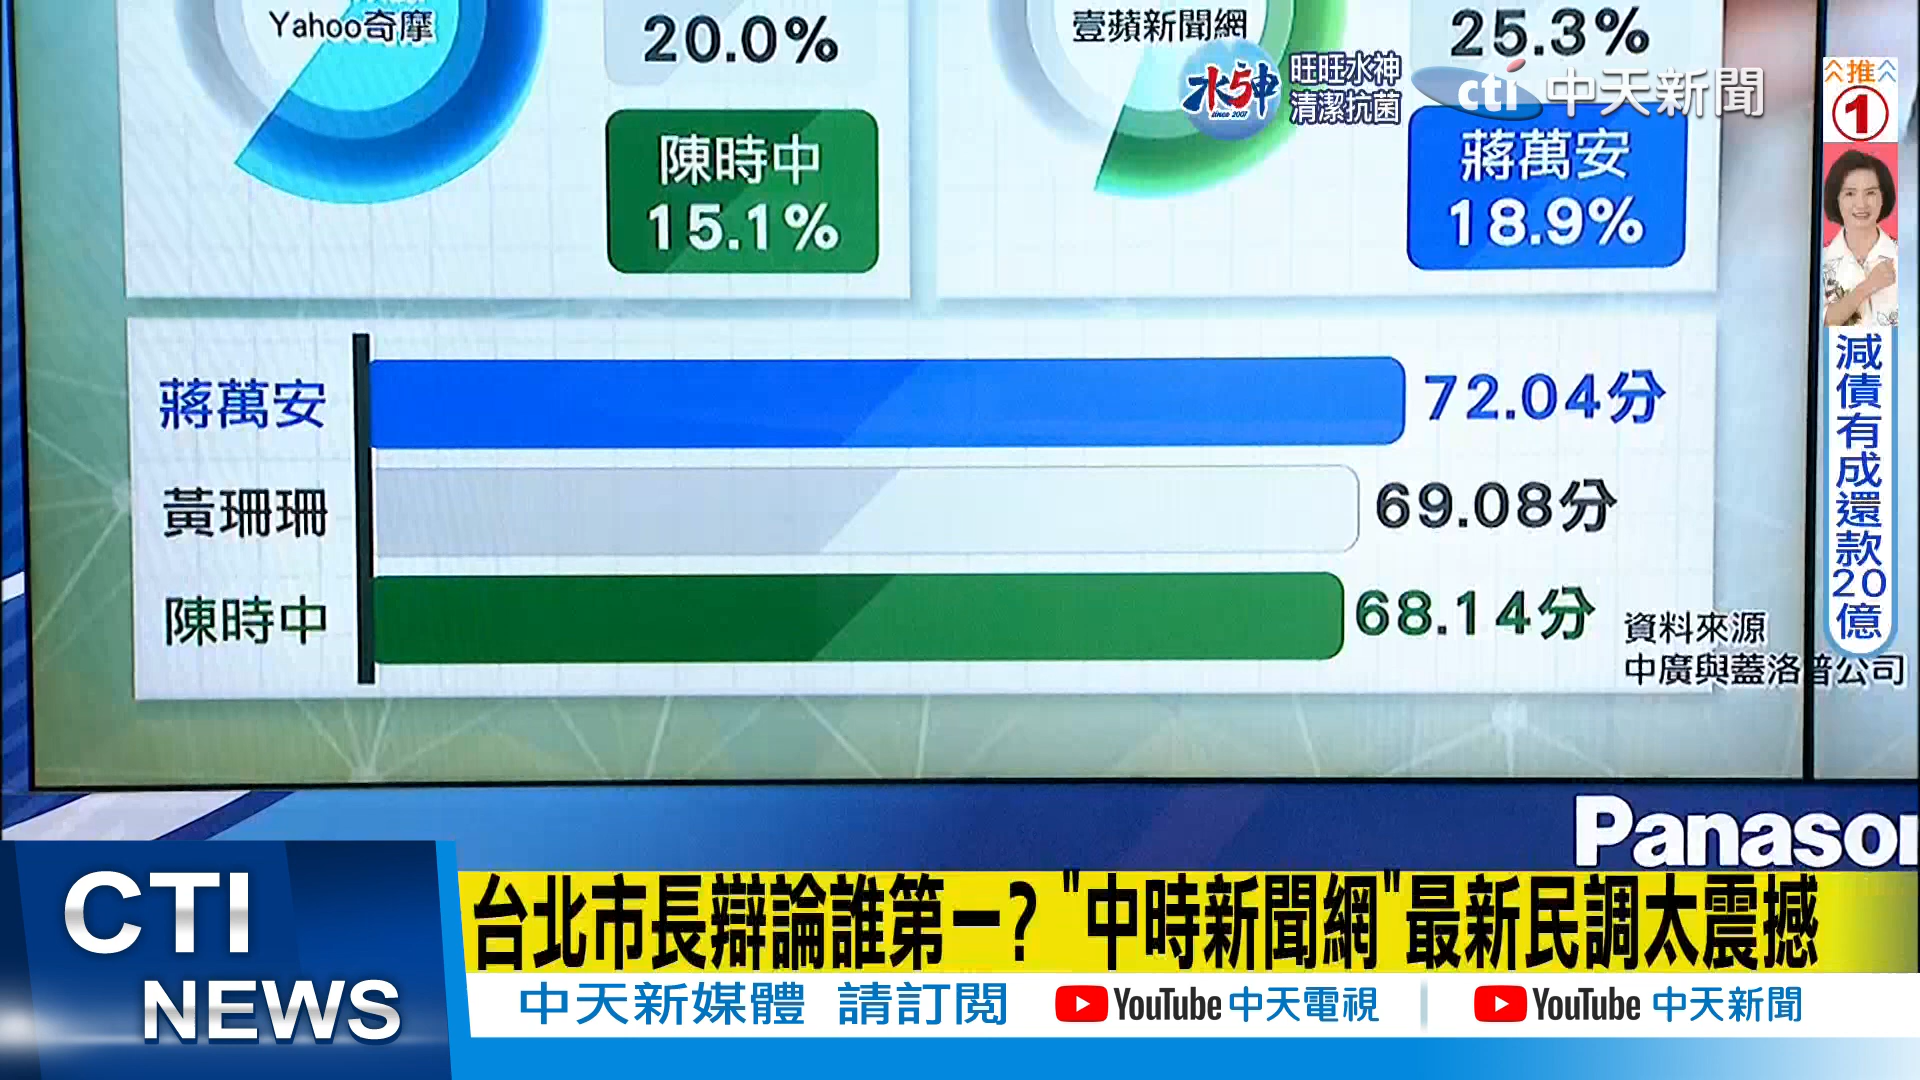 Yahoo奇摩
20.0%
陳時中
15.1%
壹蘋新聞網
25.3%
蔣萬安
18.9%
水神
since 2007
旺旺水神
清潔抗菌
cti 中天新聞
推
1
減債有成還款20億
蔣萬安 72.04分
黃珊珊 69.08分
陳時中 68.14分
資料來源
中廣與蓋洛普公司
Panaso
CTI
NEWS
台北市長辯論誰第一? "中時新聞網"最新民調太震撼
中天新媒體 請訂閱 YouTube 中天電視 YouTube 中天新聞